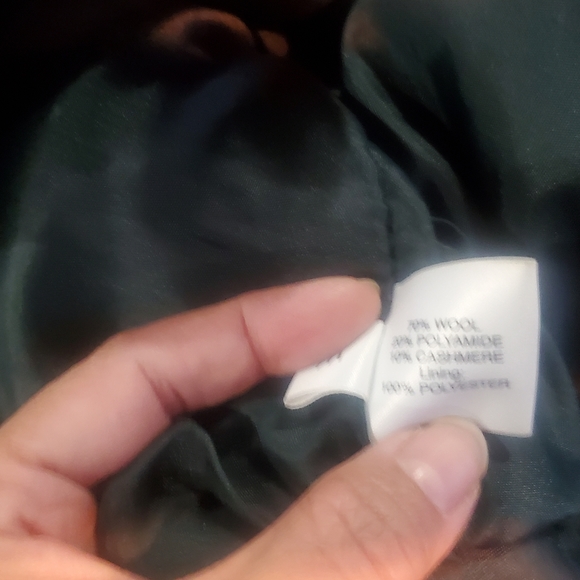 70% WOOL
20% POLYAMIDE
10% CASHMERE
Lining:
100% POLYESTER